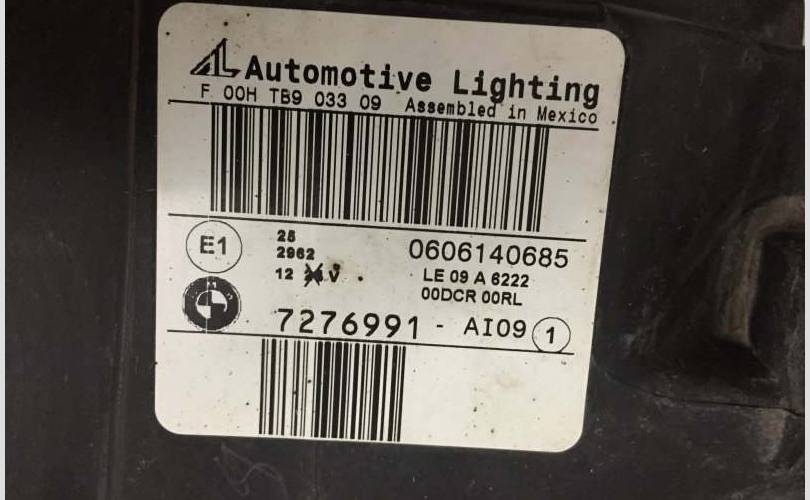 AL Automotive Lighting
F 00H TB9 033 09 Assembled in Mexico
E1
25
2962
12 V
0606140685
LE 09 A 6222
00DCR 00RL
7276991 - AI09 1